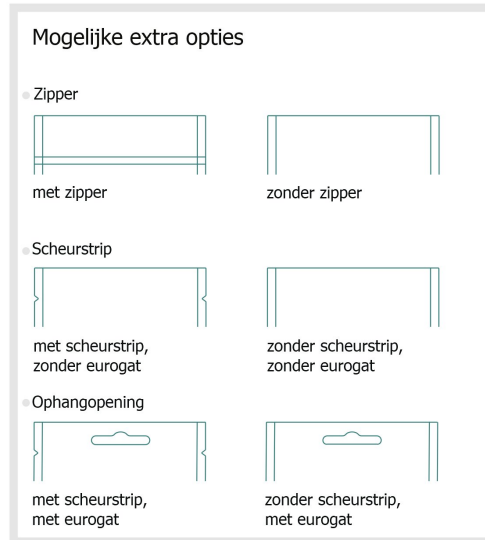 Mogelijke extra opties
Zipper
met zipper
zonder zipper
Scheurstrip
met scheurstrip,
zonder eurogat
zonder scheurstrip,
zonder eurogat
Ophangopening
met scheurstrip,
met eurogat
zonder scheurstrip,
met eurogat